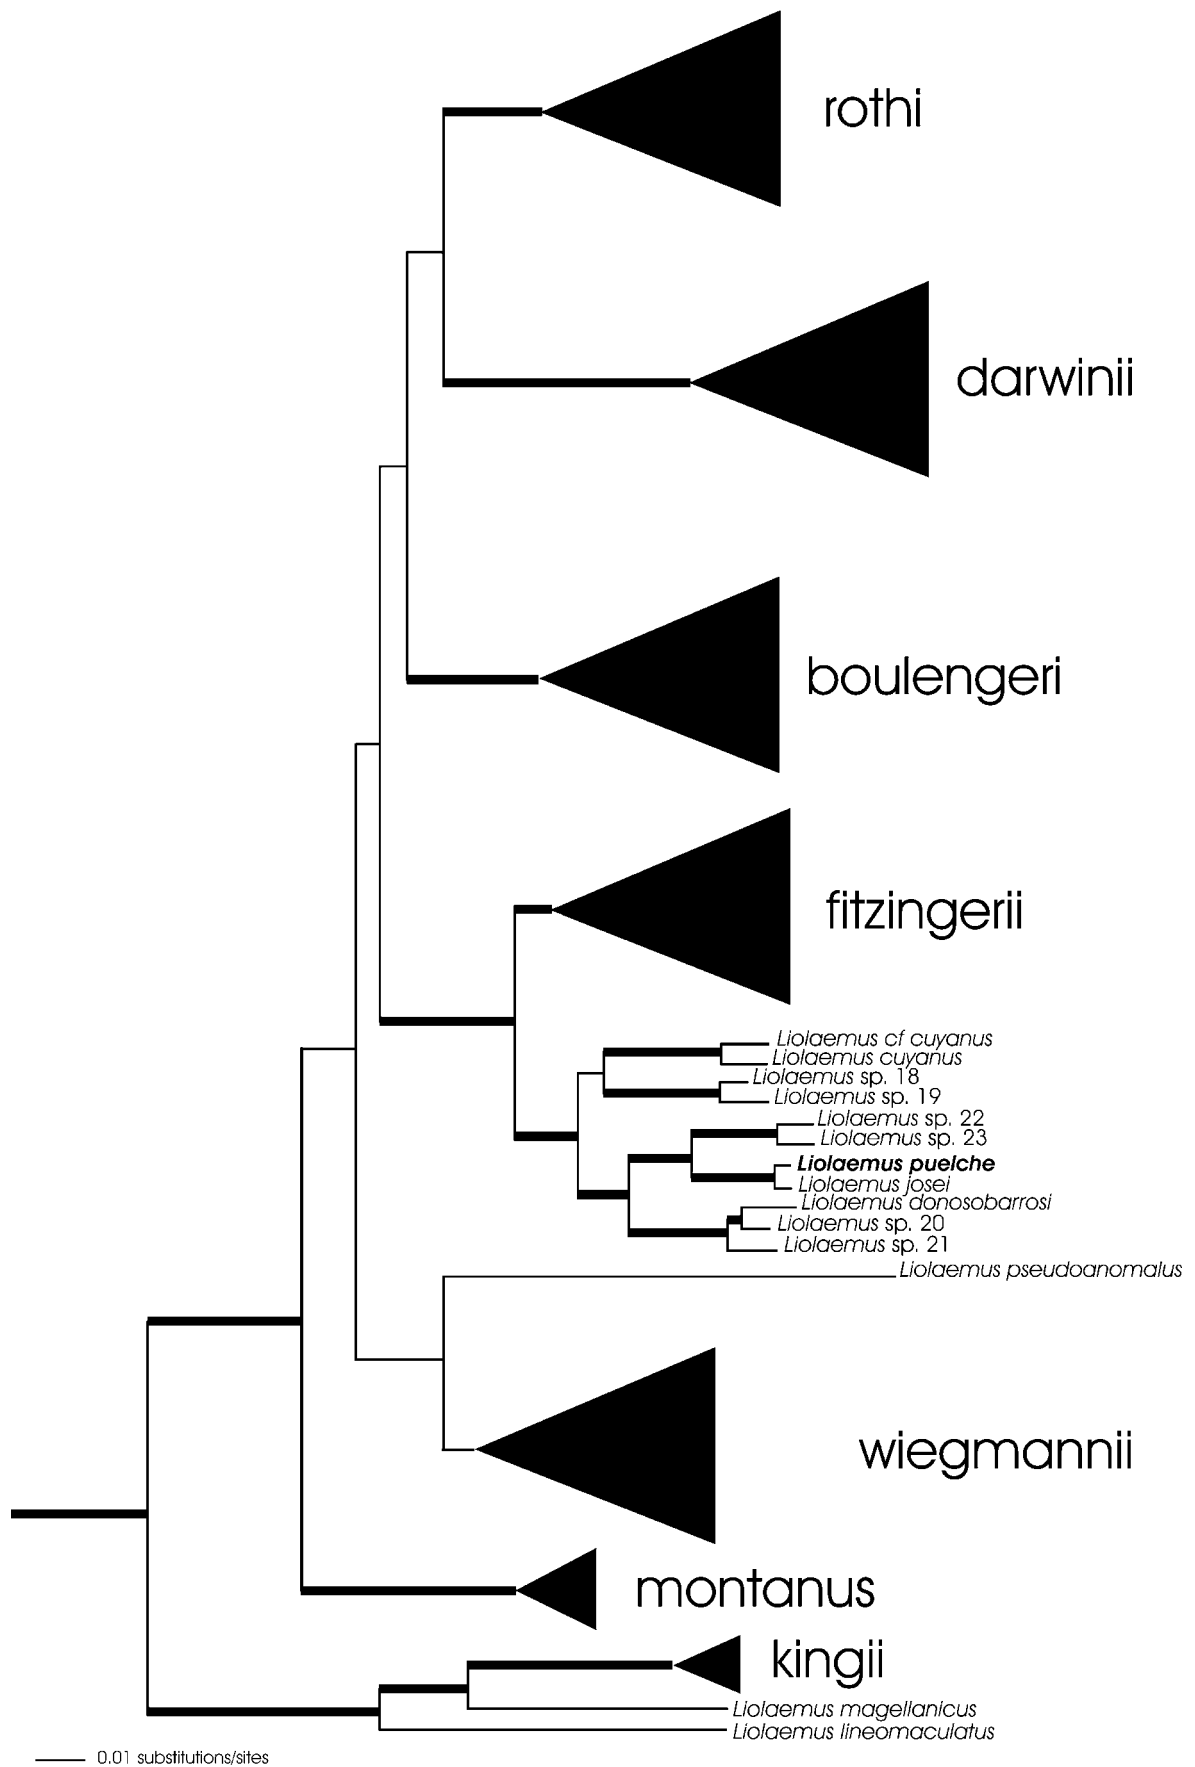 rothi
darwinii
boulengeri
fitzingerii
Liolaemus cf cuyanus
Liolaemus cuyanus
Liolaemus sp. 18
Liolaemus sp. 19
Liolaemus sp. 22
Liolaemus sp. 23
Liolaemus puelche
Liolaemus josei
Liolaemus donosobarrosi
Liolaemus sp. 20
Liolaemus sp. 21
Liolaemus pseudoanomalus
wiegmannii
montanus
kingii
Liolaemus magellanicus
Liolaemus lineomaculatus
0.01 substitutions/sites